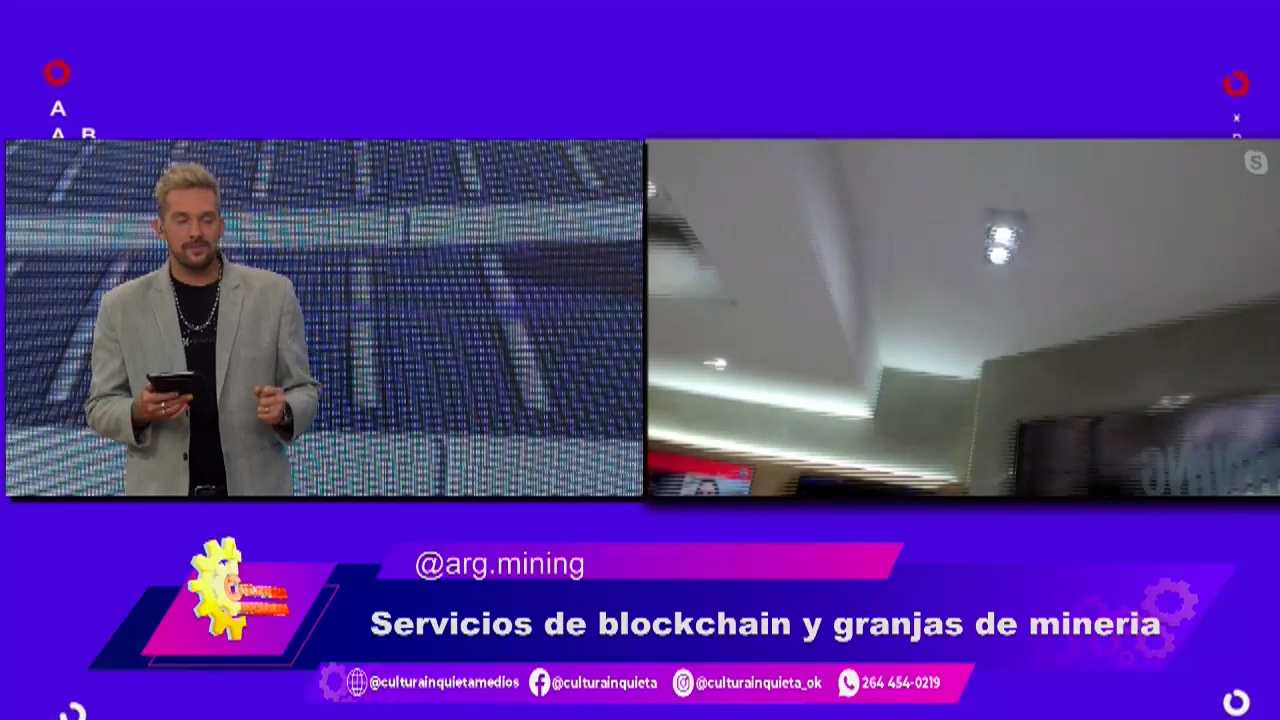 A
A B
x
@arg.mining
Servicios de blockchain y granjas de mineria
@culturainquietamedios @culturainquieta @culturainquieta_ok 264 454-0219